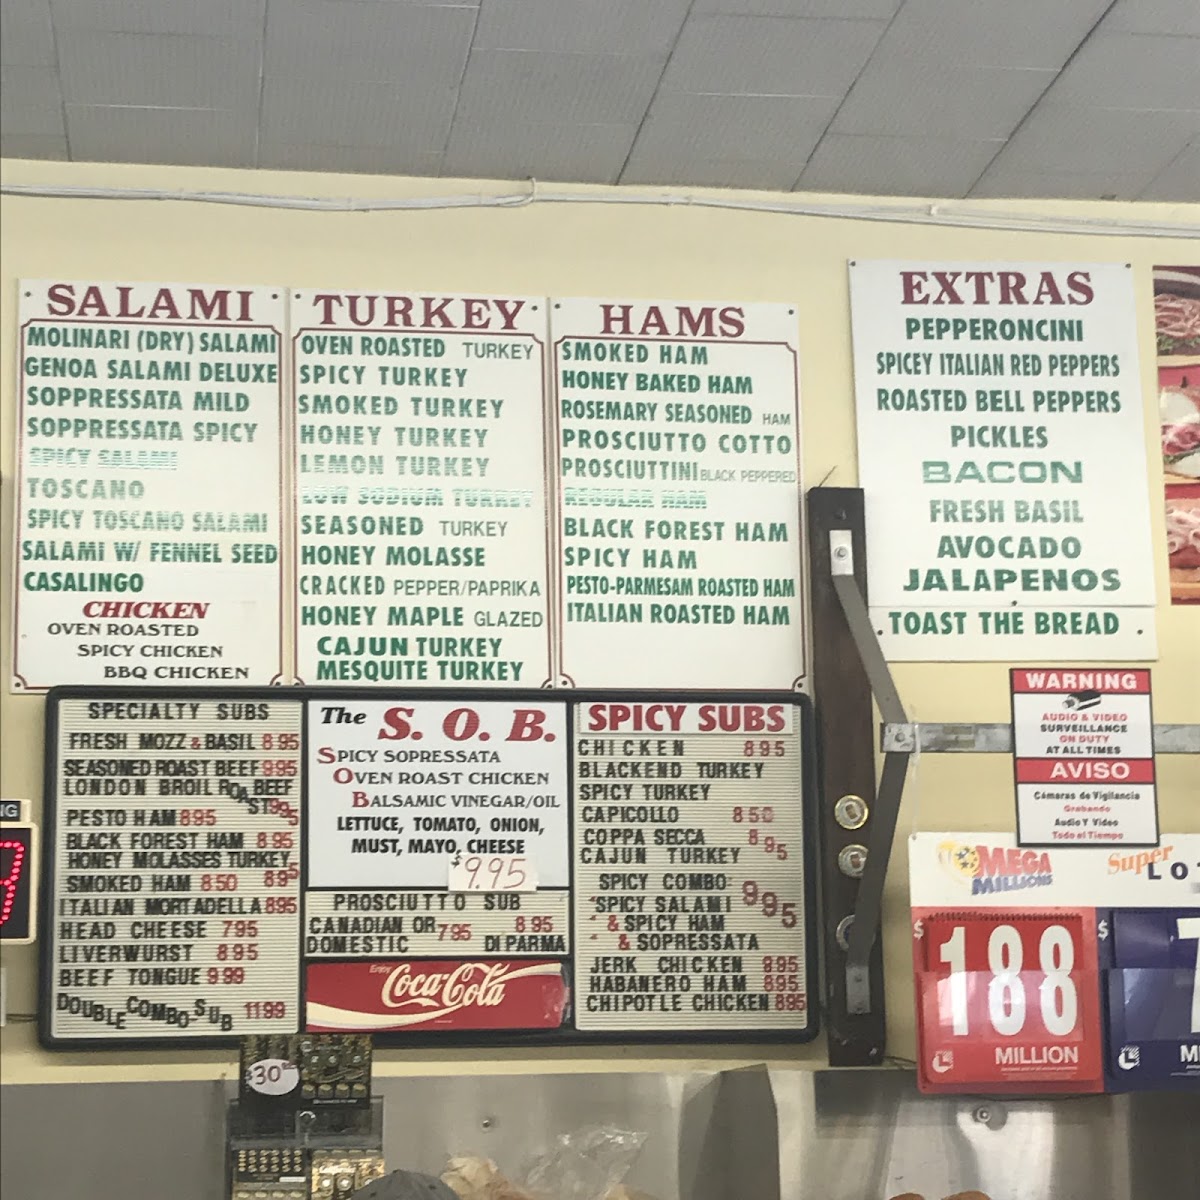 SALAMI
MOLINARI (DRY) SALAMI
GENOA SALAMI DELUXE
SOPPRESSATA MILD
SOPPRESSATA SPICY
SPICY SALAMI
TOSCANO
SPICY TOSCANO SALAMI
SALAMI W/ FENNEL SEED
CASALINGO
CHICKEN
OVEN ROASTED
SPICY CHICKEN
BBQ CHICKEN
TURKEY
OVEN ROASTED TURKEY
SPICY TURKEY
SMOKED TURKEY
HONEY TURKEY
LEMON TURKEY
LOW SODIUM TURKEY
SEASONED TURKEY
HONEY MOLASSE
CRACKED PEPPER/PAPRIKA
HONEY MAPLE GLAZED
CAJUN TURKEY
MESQUITE TURKEY
HAMS
SMOKED HAM
HONEY BAKED HAM
ROSEMARY SEASONED HAM
PROSCIUTTO COTTO
PROSCIUTTINI BLACK PEPPERED
REGULAR HAM
BLACK FOREST HAM
SPICY HAM
PESTO-PARMESAM ROASTED HAM
ITALIAN ROASTED HAM
EXTRAS
PEPPERONCINI
SPICEY ITALIAN RED PEPPERS
ROASTED BELL PEPPERS
PICKLES
BACON
FRESH BASIL
AVOCADO
JALAPENOS
TOAST THE BREAD
SPECIALTY SUBS
FRESH MOZZ & BASIL 8 95
SEASONED ROAST BEEF 9 95
LONDON BROIL ROAST BEEF 9 95
PESTO HAM 8 95
BLACK FOREST HAM 8 95
HONEY MOLASSES TURKEY 8 95
SMOKED HAM 8 50
ITALIAN MORTADELLA 8 95
HEAD CHEESE 7 95
LIVERWURST 8 95
BEEF TONGUE 9 99
DOUBLE COMBO SUB 11 99
The S. O. B.
SPICY SOPRESSATA
OVEN ROAST CHICKEN
BALSAMIC VINEGAR/OIL
LETTUCE, TOMATO, ONION,
MUST, MAYO, CHEESE
$9.95
PROSCIUTTO SUB
CANADIAN OR DOMESTIC 7 95
8 95 DI PARMA
Enjoy
Coca-Cola
SPICY SUBS
CHICKEN 8 95
BLACKEND TURKEY
SPICY TURKEY
CAPICOLLO 8 50
COPPA SECCA 8 95
CAJUN TURKEY
SPICY COMBO: 9 95
"SPICY SALAMI
" & SPICY HAM
" & SOPRESSATA
JERK CHICKEN 8 95
HABANERO HAM 8 95
CHIPOTLE CHICKEN 8 95
WARNING
AUDIO & VIDEO
SURVEILLANCE
ON DUTY
AT ALL TIMES
AVISO
Cámaras de Vigilancia
Grabando
Audio Y Video
Todo el Tiempo
MEGA
MILLIONS
$188
MILLION
Super
LO
$
M
NG
$30